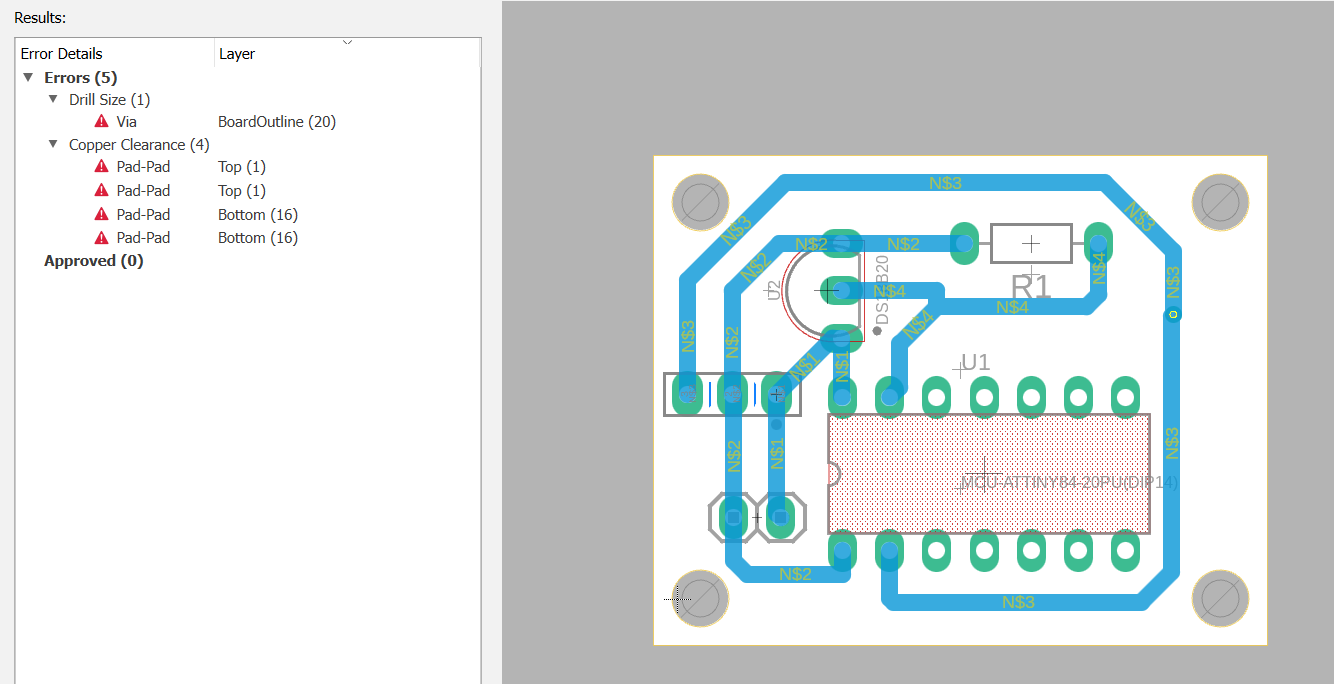 Results:
Error Details Layer
Errors (5)
Drill Size (1)
Via BoardOutline (20)
Copper Clearance (4)
Pad-Pad Top (1)
Pad-Pad Top (1)
Pad-Pad Bottom (16)
Pad-Pad Bottom (16)
Approved (0)
N$3
N$3
N$3
N$2
N$2
N$2
N$4
N$3
U2
N$4
R1
N$4
N$4
N$3
N$2
N$1
N$1
U1
N$2
N$1
N$3
MCU-ATTINY84-20PU(DIP14)
N$2
N$3